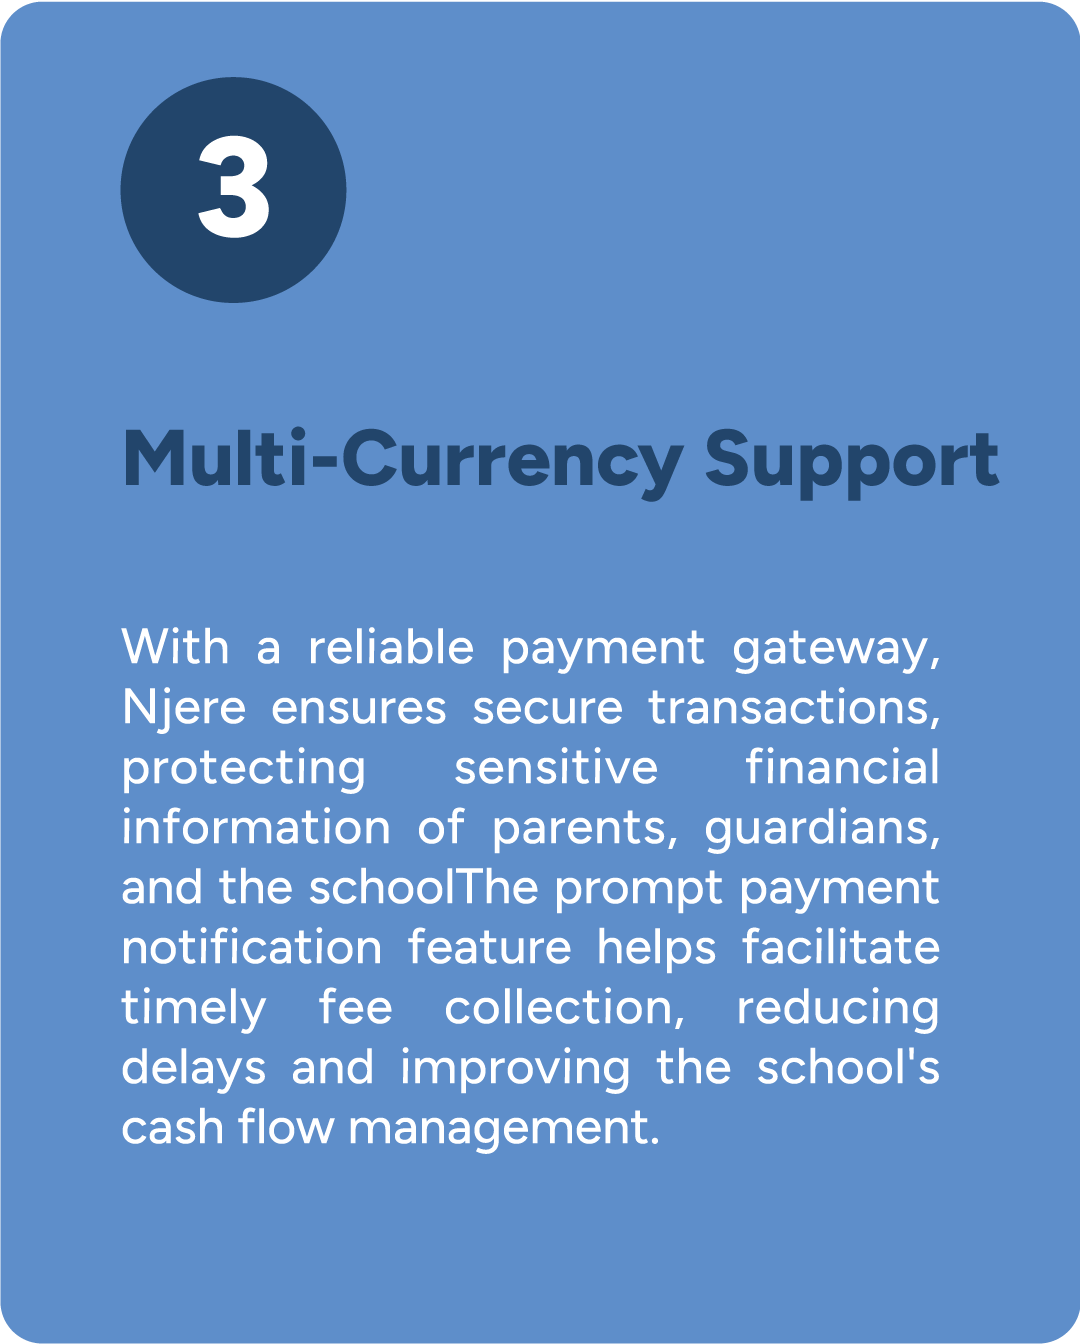 3
Multi-Currency Support
With a reliable payment gateway,
Njere ensures secure transactions,
protecting sensitive financial
information of parents, guardians,
and the schoolThe prompt payment
notification feature helps facilitate
timely fee collection, reducing
delays and improving the school's
cash flow management.